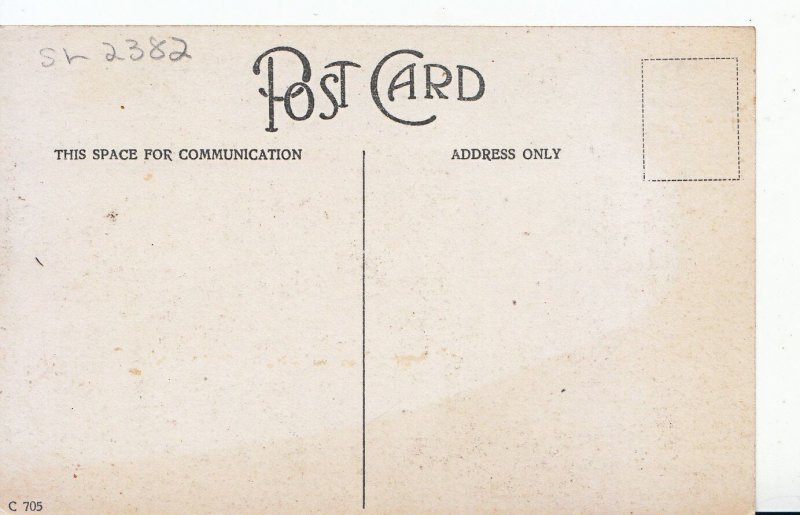 SL 2382
POST CARD
THIS SPACE FOR COMMUNICATION
ADDRESS ONLY
C 705